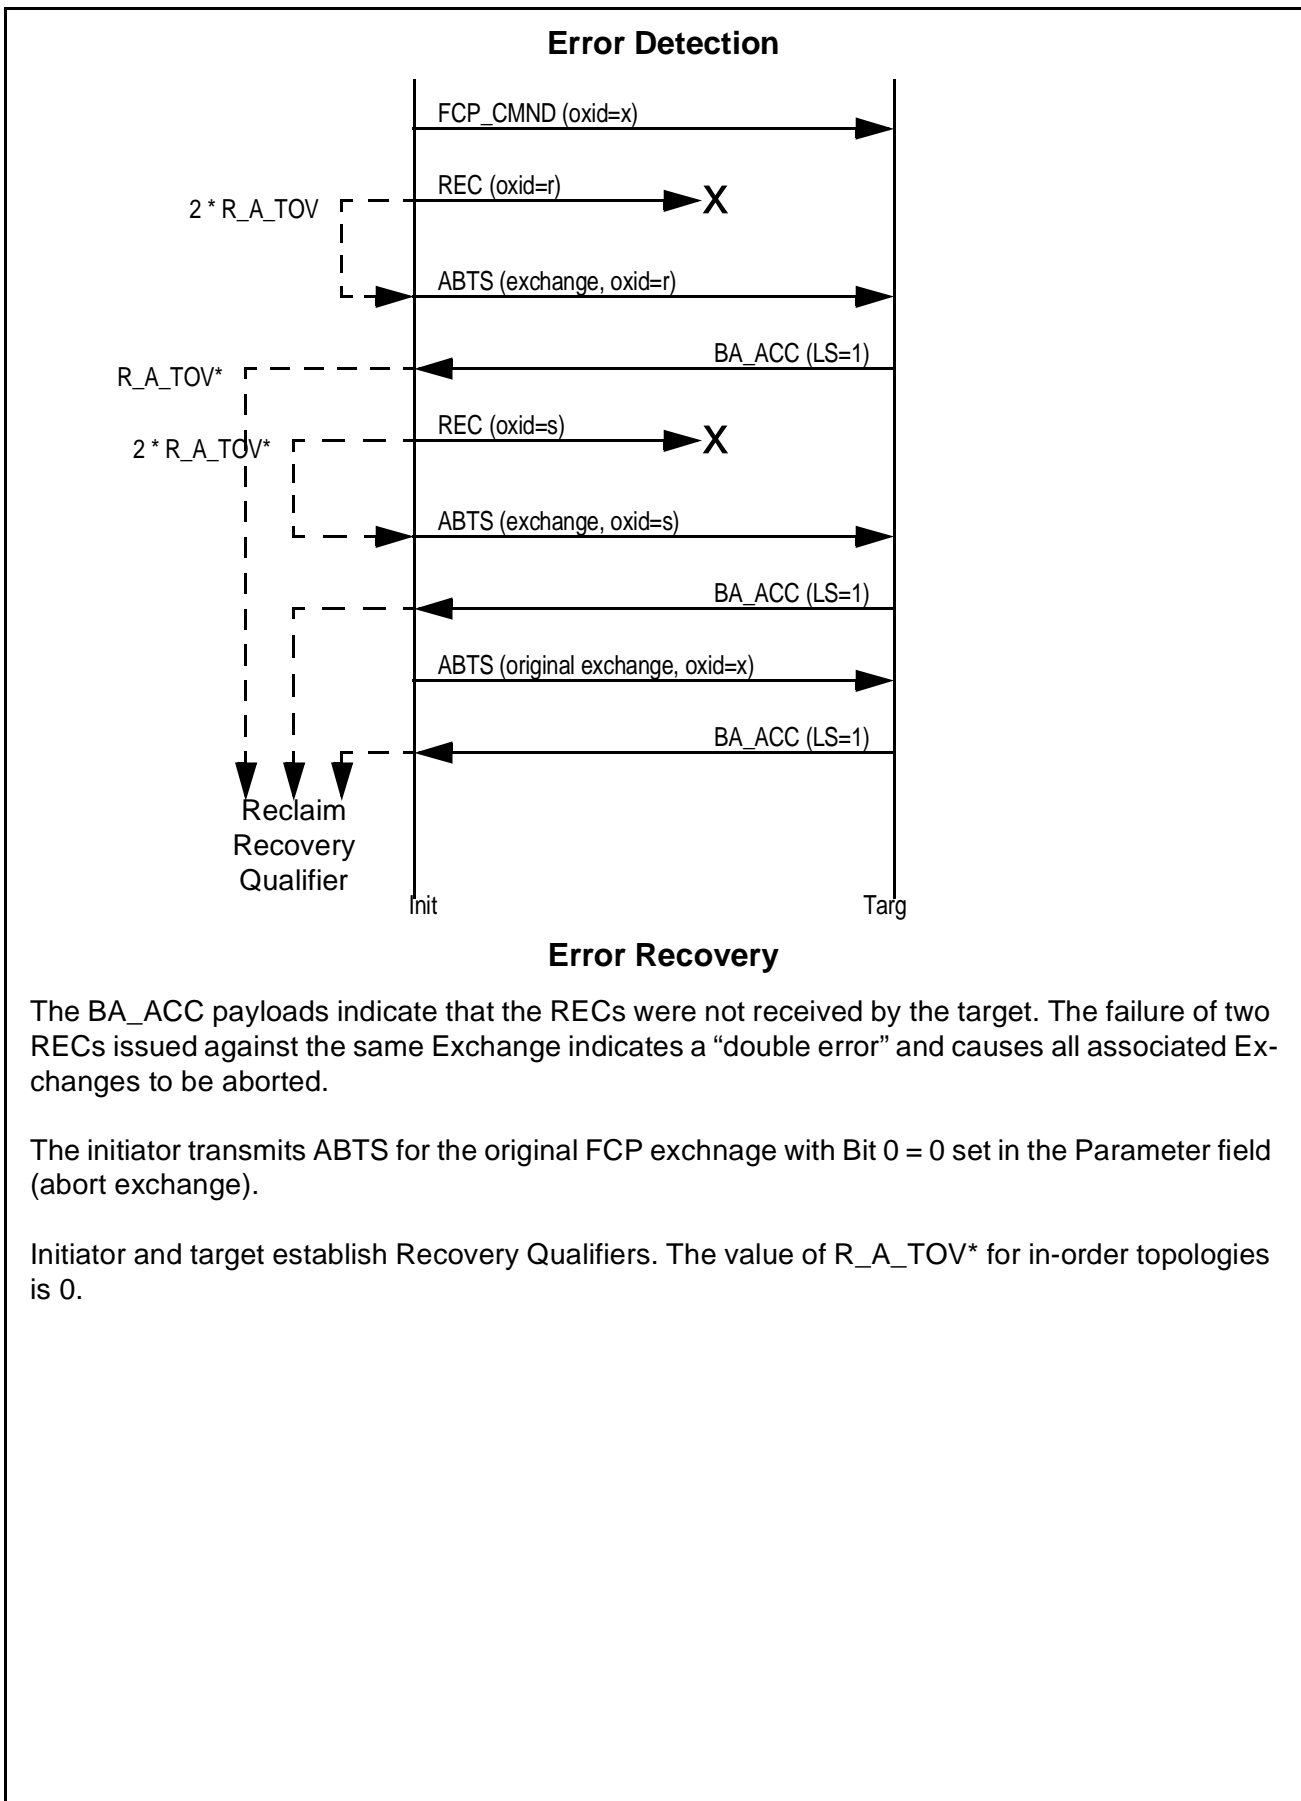 Error Detection
FCP_CMND (oxid=x)
REC (oxid=r)
2 * R_A_TOV
X
ABTS (exchange, oxid=r)
BA_ACC (LS=1)
R_A_TOV*
REC (oxid=s)
2 * R_A_TOV*
X
ABTS (exchange, oxid=s)
BA_ACC (LS=1)
ABTS (original exchange, oxid=x)
BA_ACC (LS=1)
Reclaim
Recovery
Qualifier
Init
Targ
Error Recovery
The BA_ACC payloads indicate that the RECs were not received by the target. The failure of two
RECs issued against the same Exchange indicates a “double error” and causes all associated Ex-
changes to be aborted.
The initiator transmits ABTS for the original FCP exchnage with Bit 0 = 0 set in the Parameter field
(abort exchange).
Initiator and target establish Recovery Qualifiers. The value of R_A_TOV* for in-order topologies
is 0.